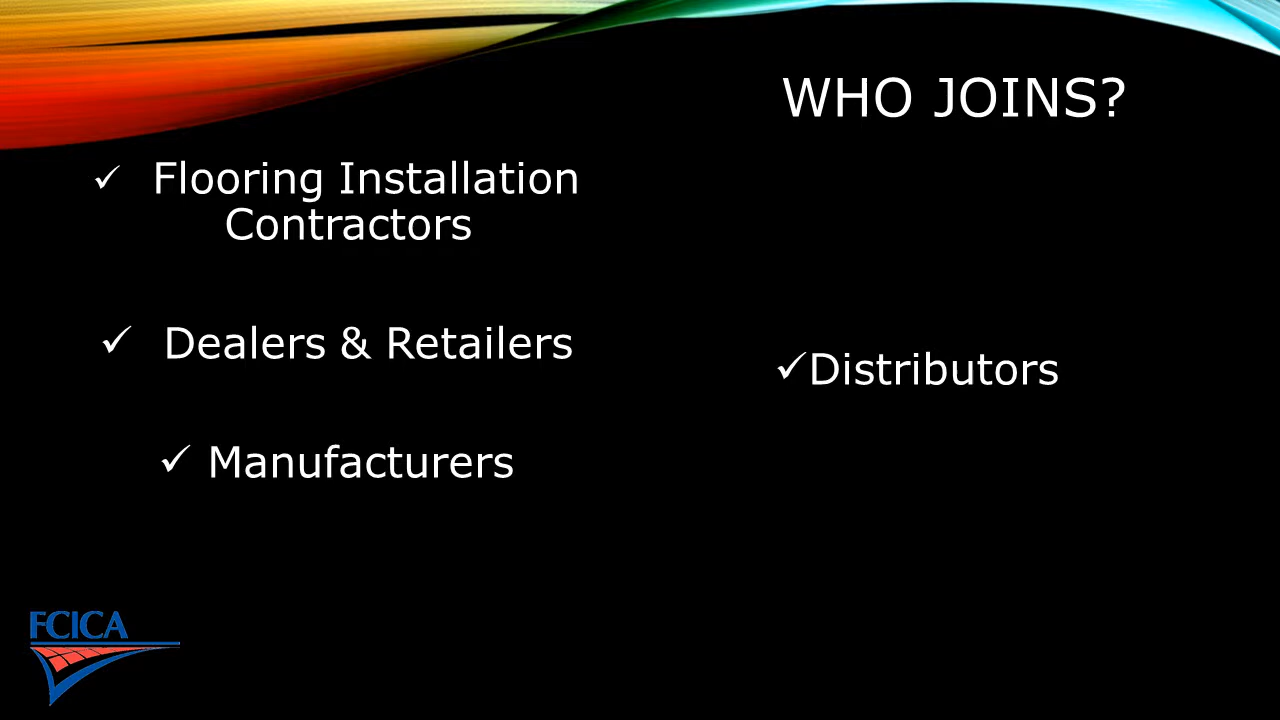 WHO JOINS?
✓ Flooring Installation
Contractors
✓ Dealers & Retailers
✓ Manufacturers
✓Distributors
FCICA